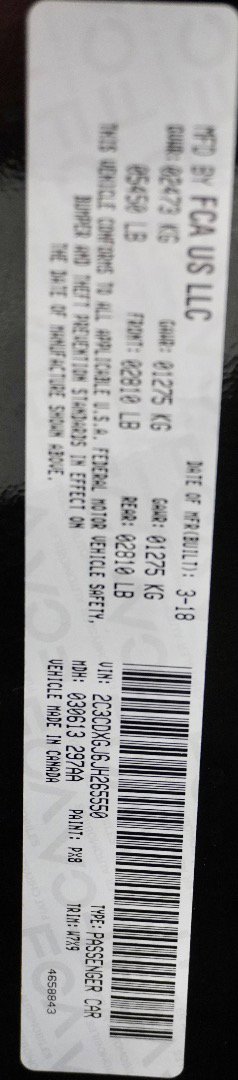 MFD BY FCA US LLC
DATE OF MFR(BUILT): 3-18
GVWR: 02473 KG GAWR: 01275 KG GAWR: 01275 KG
05450 LB FRONT: 02810 LB REAR: 02810 LB
THIS VEHICLE CONFORMS TO ALL APPLICABLE U.S.A. FEDERAL MOTOR VEHICLE SAFETY,
BUMPER AND THEFT PREVENTION STANDARDS IN EFFECT ON
THE DATE OF MANUFACTURE SHOWN ABOVE.
VIN: 2C3CDXGJ6JH265550 TYPE: PASSENGER CAR
MDH: 030613 297AA PAINT: PX8 TRIM: W7X9
VEHICLE MADE IN CANADA
4658843